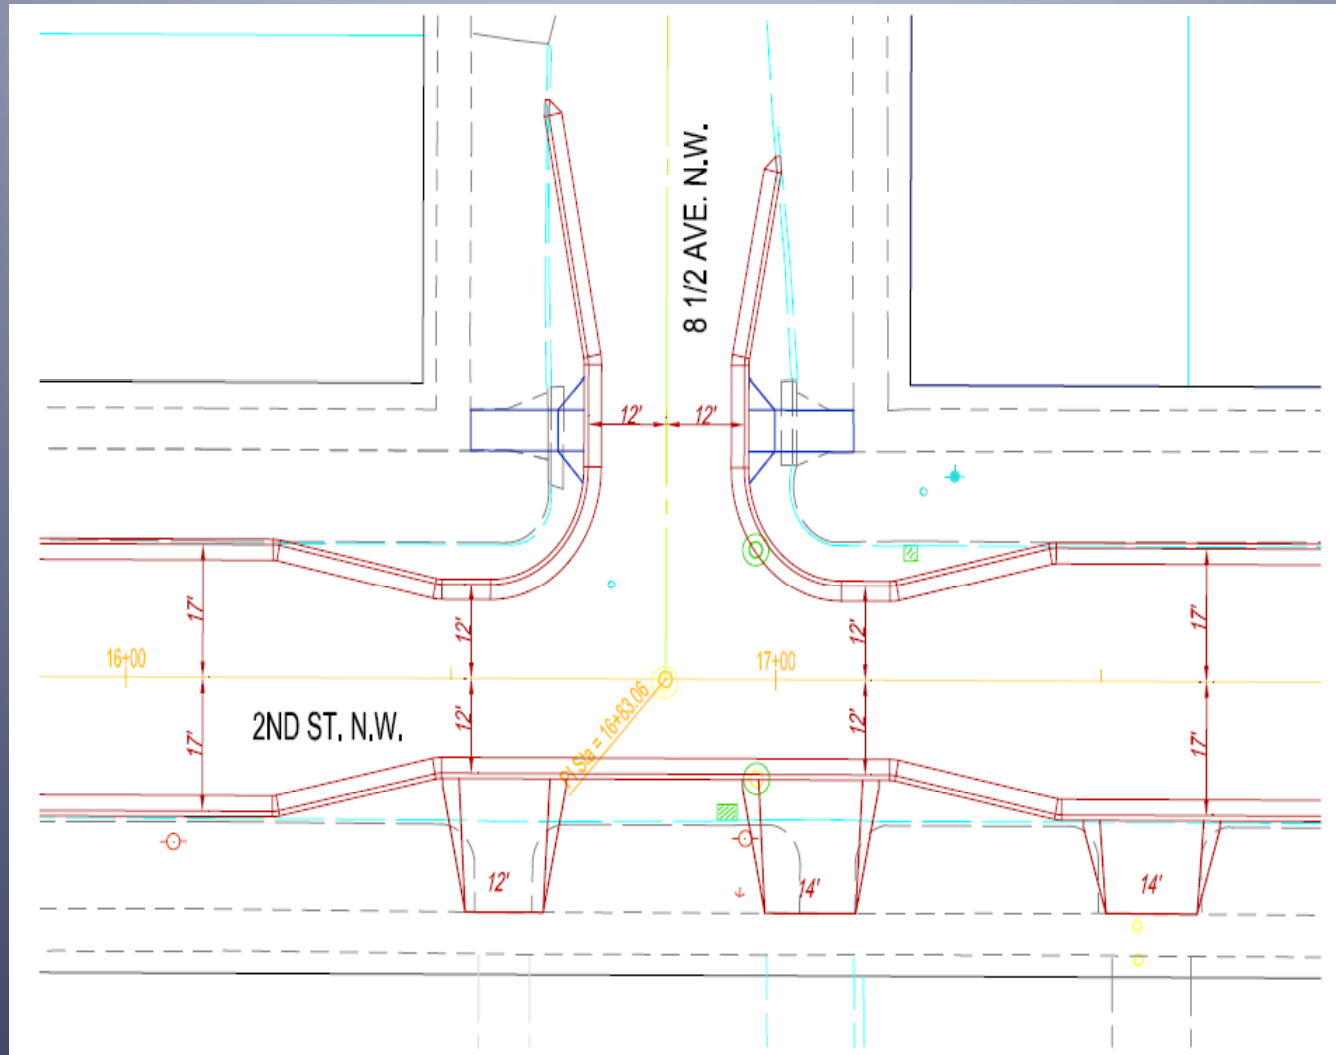 8 1/2 AVE. N.W.
12' 12'
17' 12' 12' 17'
16+00 17+00
PI Sta = 16+83.06
2ND ST. N.W.
17' 12' 12' 17'
12' 14' 14'